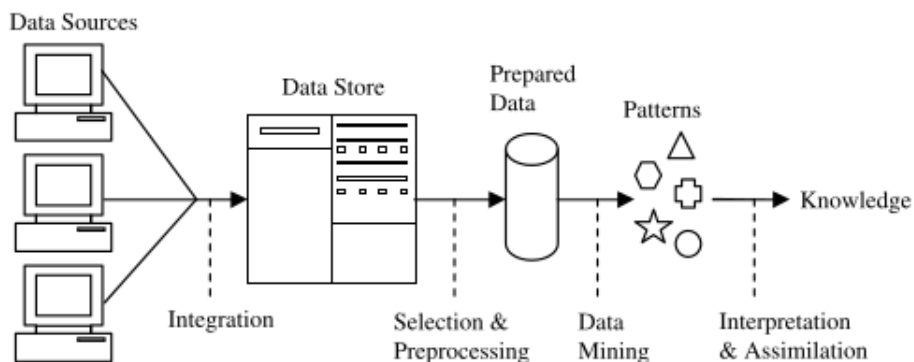 Data Sources
Data Store
Prepared
Data
Patterns
Knowledge
Integration
Selection &
Preprocessing
Data
Mining
Interpretation
& Assimilation